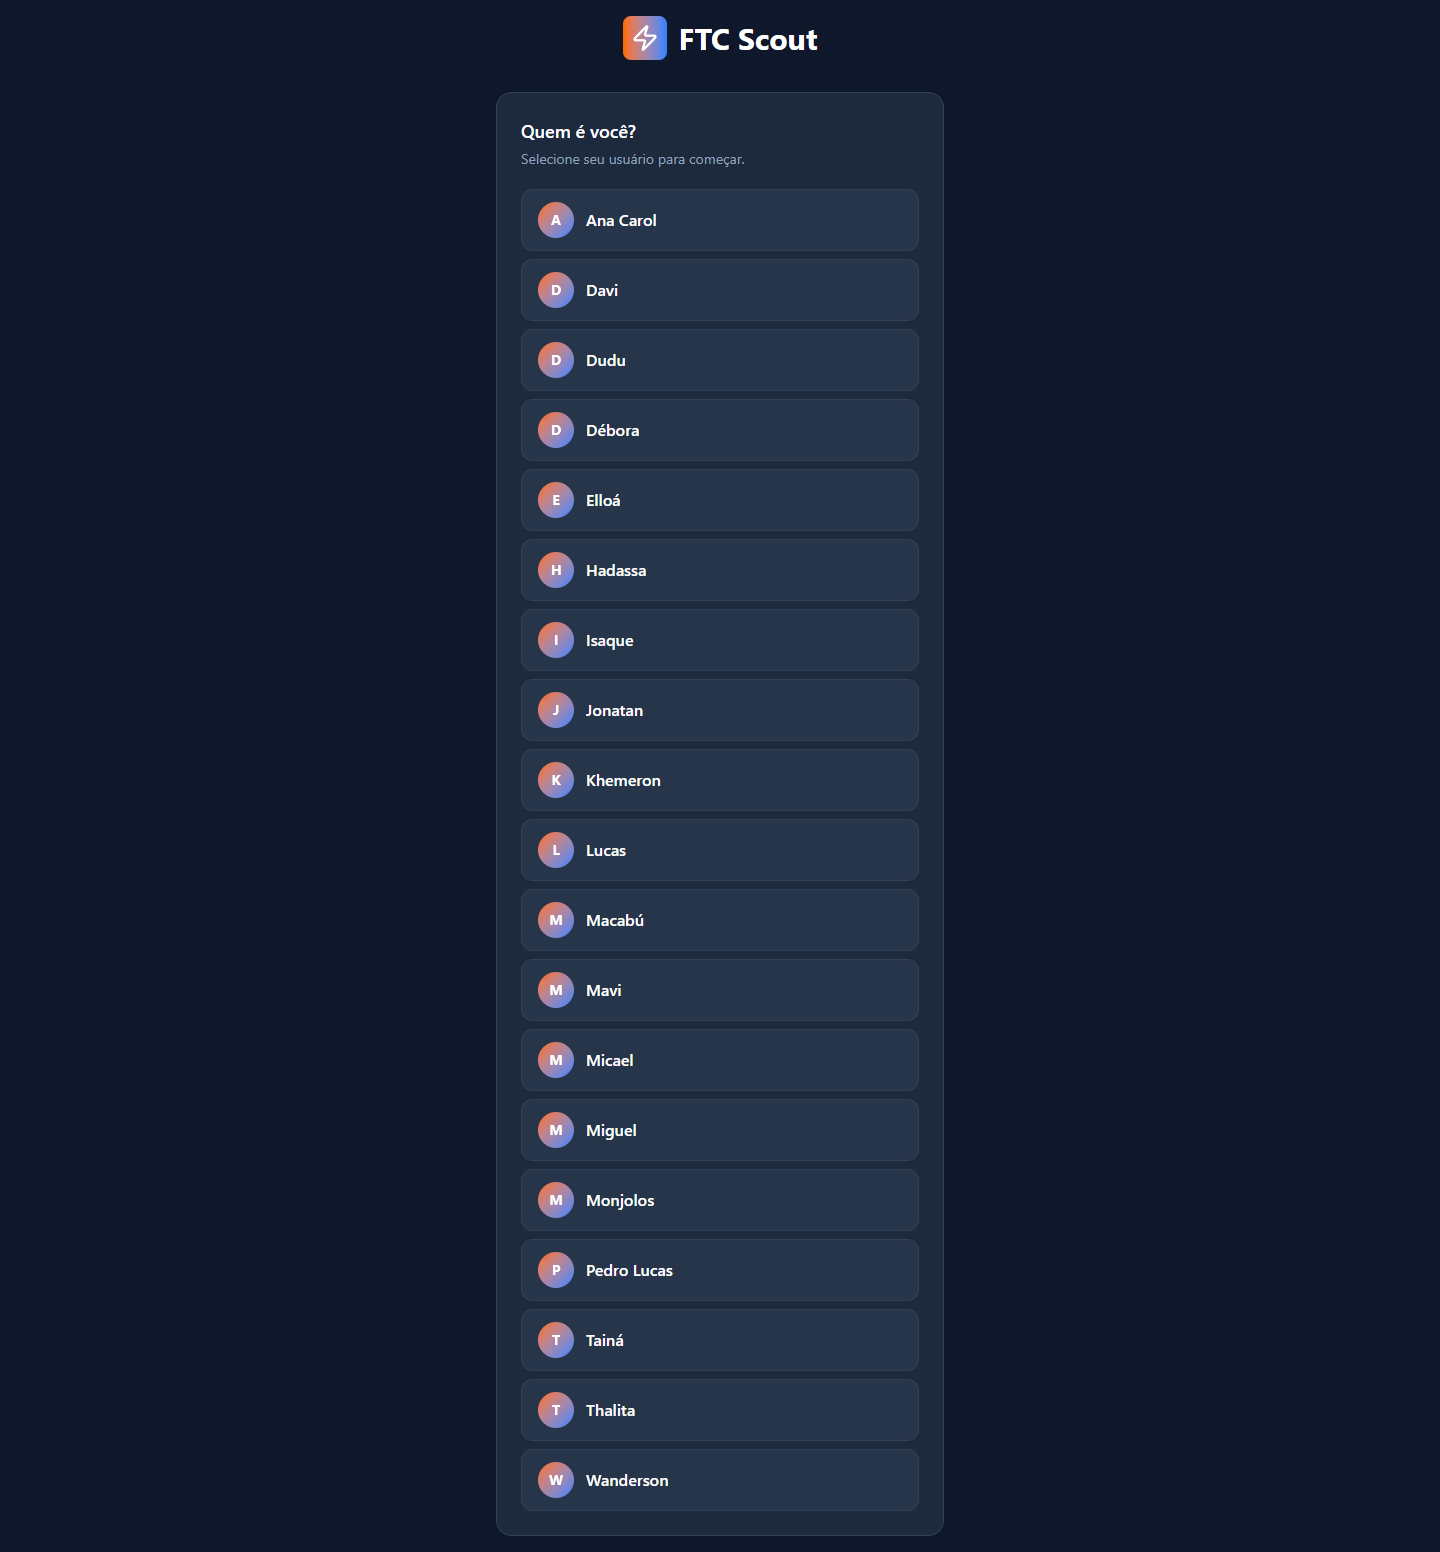 FTC Scout
Quem é você?
Selecione seu usuário para começar.
A Ana Carol
D Davi
D Dudu
D Débora
E Elloá
H Hadassa
I Isaque
J Jonatan
K Khemeron
L Lucas
M Macabú
M Mavi
M Micael
M Miguel
M Monjolos
P Pedro Lucas
T Tainá
T Thalita
W Wanderson